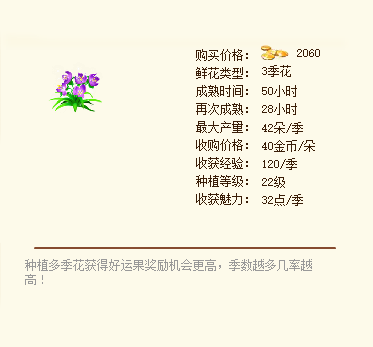 购买价格： 2060
鲜花类型： 3季花
成熟时间： 50小时
再次成熟： 28小时
最大产量： 42朵/季
收购价格： 40金币/朵
收获经验： 120/季
种植等级： 22级
收获魅力： 32点/季
种植多季花获得好运果奖励机会更高，季数越多几率越
高！